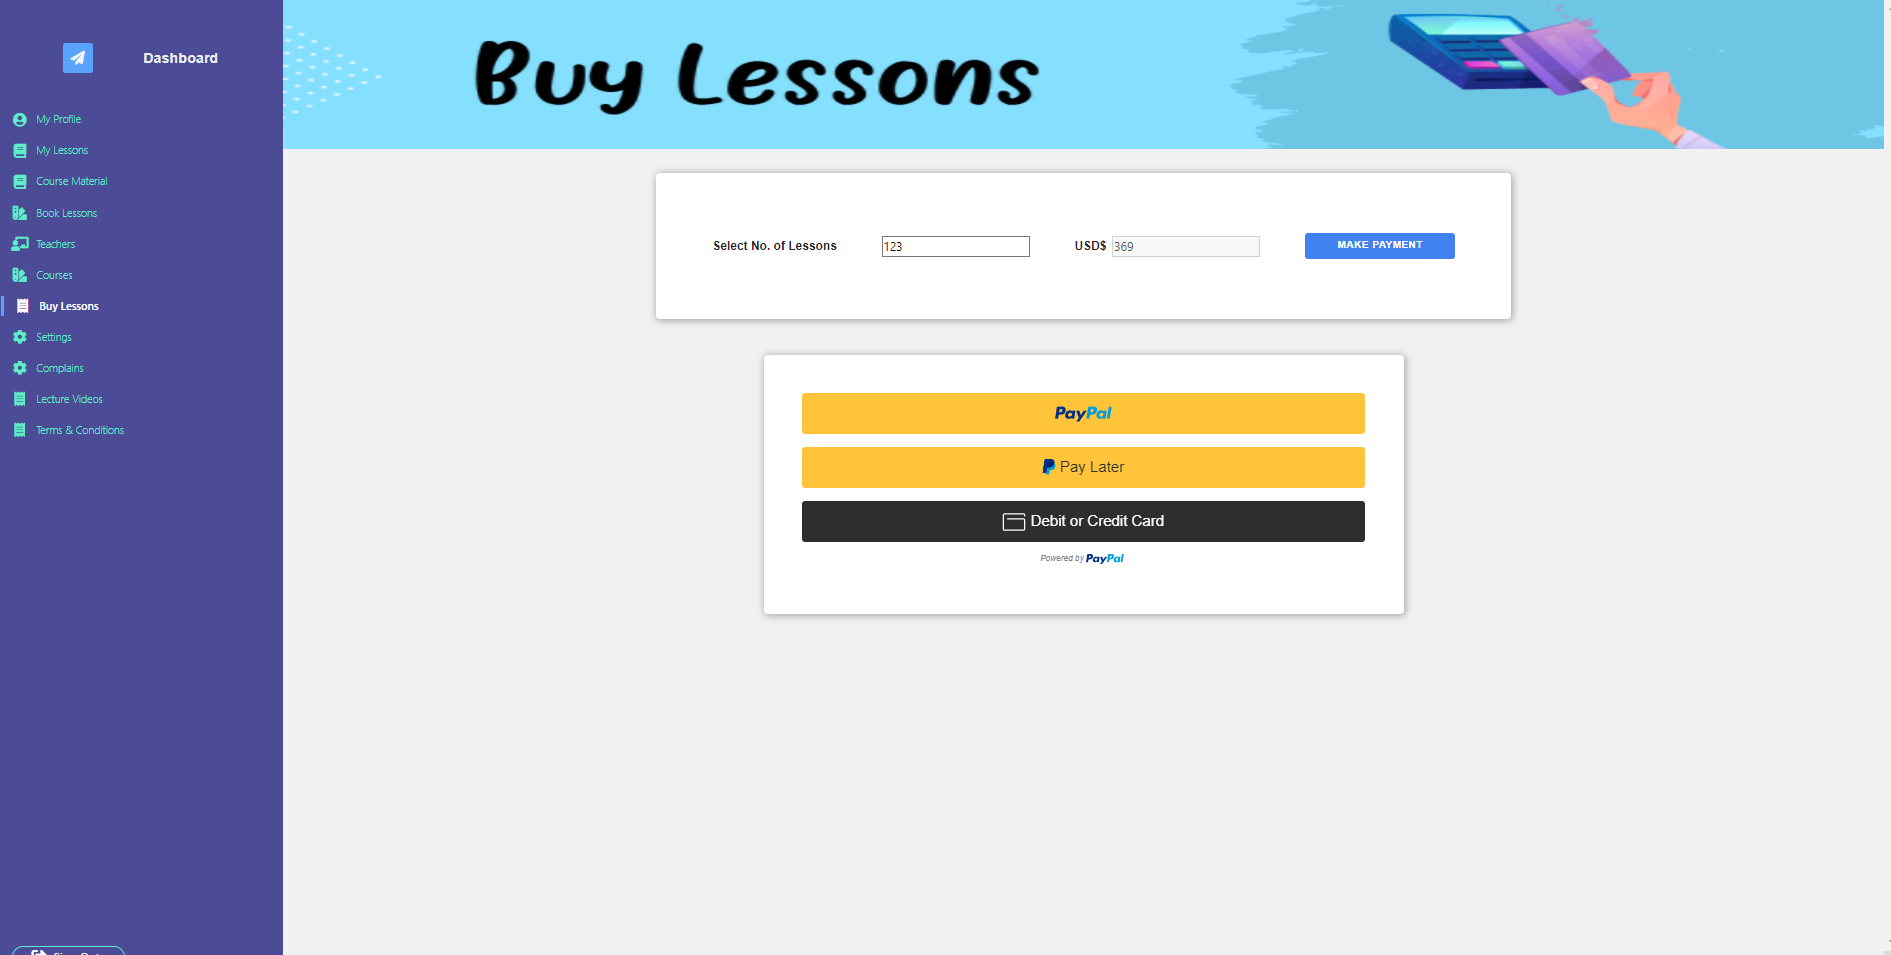 Dashboard
My Profile
My Lessons
Course Material
Book Lessons
Teachers
Courses
Buy Lessons
Settings
Complains
Lecture Videos
Terms & Conditions
Buy Lessons
Select No. of Lessons 123 USD$ 369 MAKE PAYMENT
PayPal
Pay Later
Debit or Credit Card
Powered by PayPal